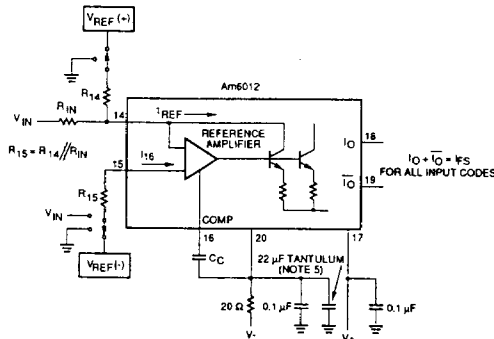 VREF (+)
Am6012
RIN
R14
14
IREF
VIN
REFERENCE
AMPLIFIER
IO
18
R15 = R14//RIN
15
I16
IO + IO = IFS
FOR ALL INPUT CODES
IO
19
R15
VIN
COMP
16
20
17
22 µF TANTULUM
(NOTE 5)
CC
VREF(-)
20 Ω
0.1 µF
0.1 µF
V-